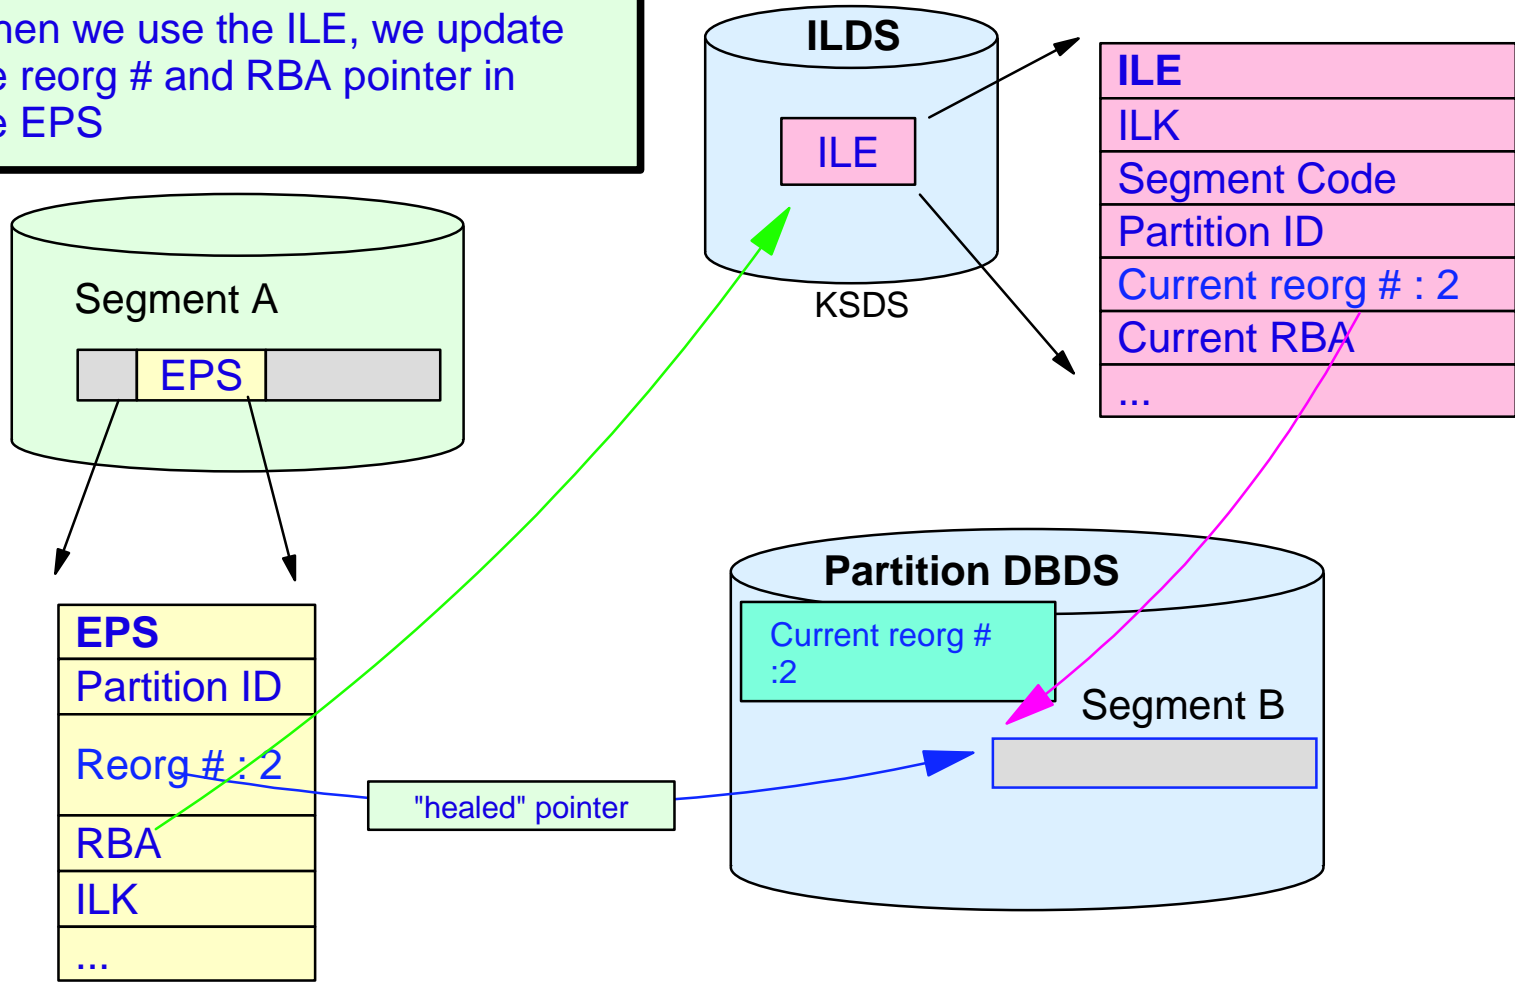 hen we use the ILE, we update
e reorg # and RBA pointer in
e EPS
ILDS
ILE
KSDS
ILE
ILK
Segment Code
Partition ID
Current reorg # : 2
Current RBA
...
Segment A
EPS
EPS
Partition ID
Reorg # : 2
RBA
ILK
...
"healed" pointer
Partition DBDS
Current reorg #
:2
Segment B